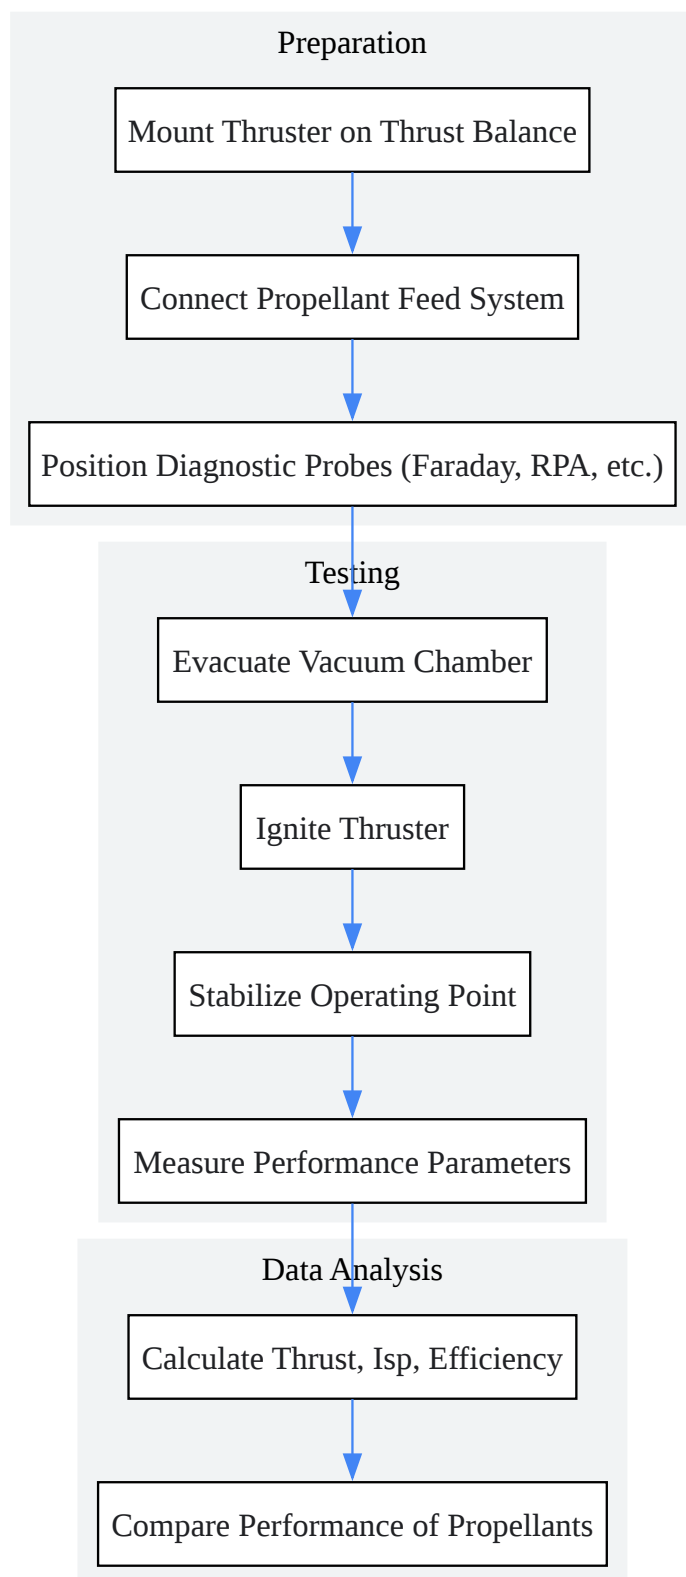 Preparation
Mount Thruster on Thrust Balance
Connect Propellant Feed System
Position Diagnostic Probes (Faraday, RPA, etc.)
Testing
Evacuate Vacuum Chamber
Ignite Thruster
Stabilize Operating Point
Measure Performance Parameters
Data Analysis
Calculate Thrust, Isp, Efficiency
Compare Performance of Propellants